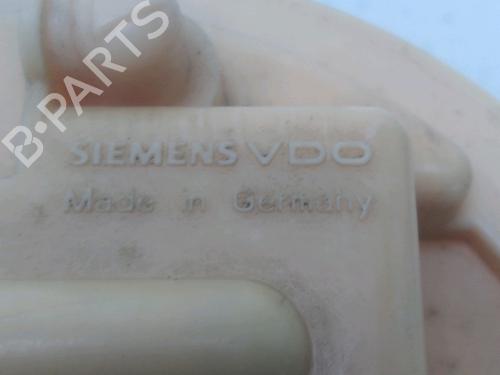 B·PARTS
SIEMENS VDO
Made in Germany